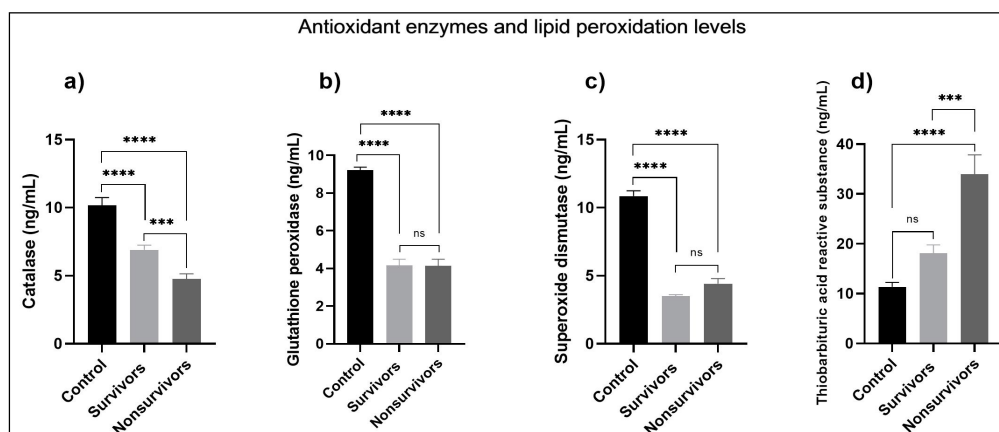 Antioxidant enzymes and lipid peroxidation levels
a)
Catalase (ng/mL)
15
10
5
0
****
****
***
Control
Survivors
Nonsurvivors
b)
Glutathione peroxidase (ng/mL)
10
8
6
4
2
0
****
****
ns
Control
Survivors
Nonsurvivors
c)
Superoxide dismutase (ng/mL)
15
10
5
0
****
****
ns
Control
Survivors
Nonsurvivors
d)
Thiobarbituric acid reactive substance (ng/mL)
40
30
20
10
0
***
****
ns
Control
Survivors
Nonsurvivors